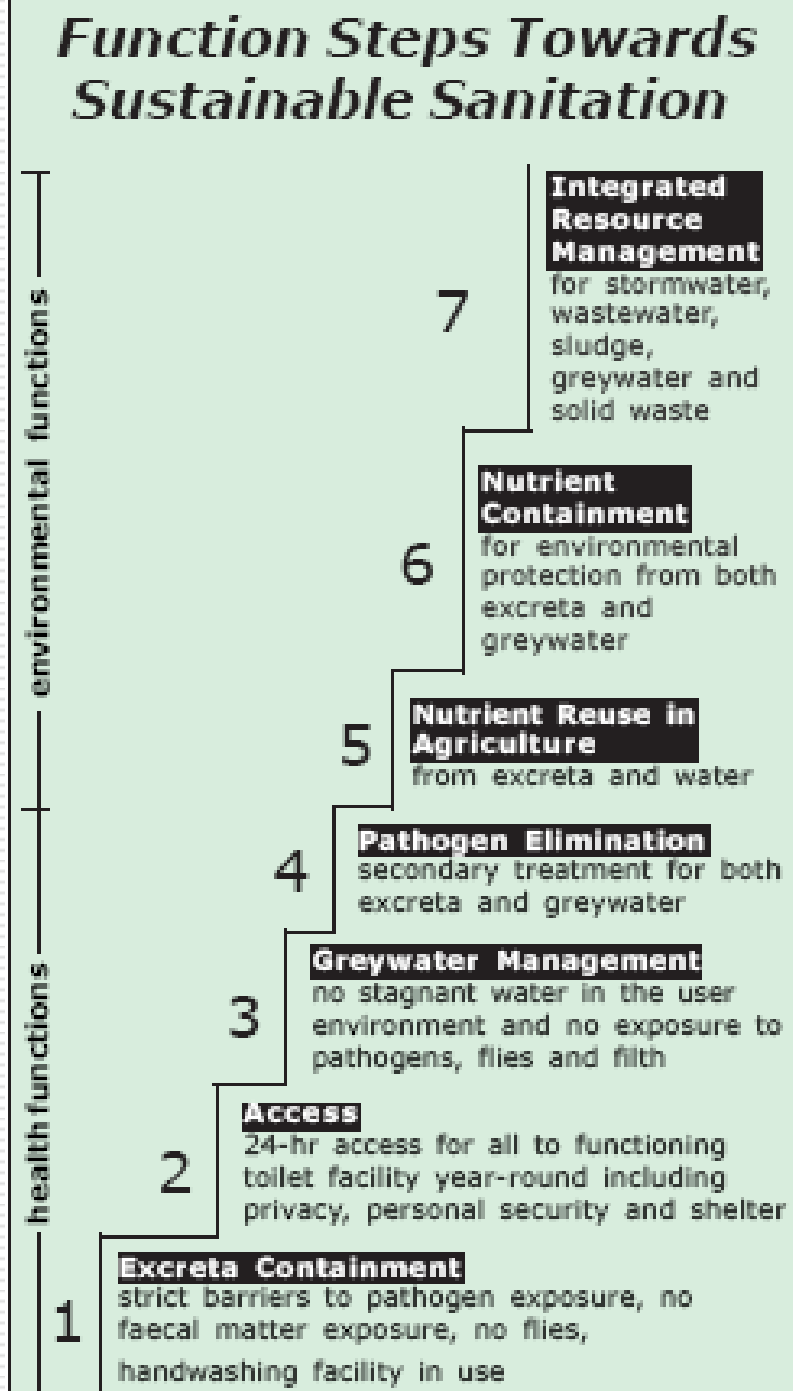 Function Steps Towards
Sustainable Sanitation
environmental functions
health functions
7
Integrated
Resource
Management
for stormwater,
wastewater,
sludge,
greywater and
solid waste
6
Nutrient
Containment
for environmental
protection from both
excreta and
greywater
5
Nutrient Reuse in
Agriculture
from excreta and water
4
Pathogen Elimination
secondary treatment for both
excreta and greywater
3
Greywater Management
no stagnant water in the user
environment and no exposure to
pathogens, flies and filth
2
Access
24-hr access for all to functioning
toilet facility year-round including
privacy, personal security and shelter
1
Excreta Containment
strict barriers to pathogen exposure, no
faecal matter exposure, no flies,
handwashing facility in use